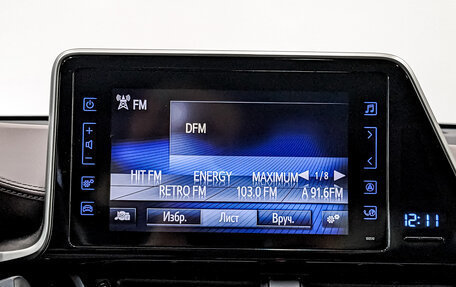 FM
DFM
HIT FM ENERGY MAXIMUM 1/8
RETRO FM 103.0 FM A 91.6FM
Избр. Лист Вруч.
12:11